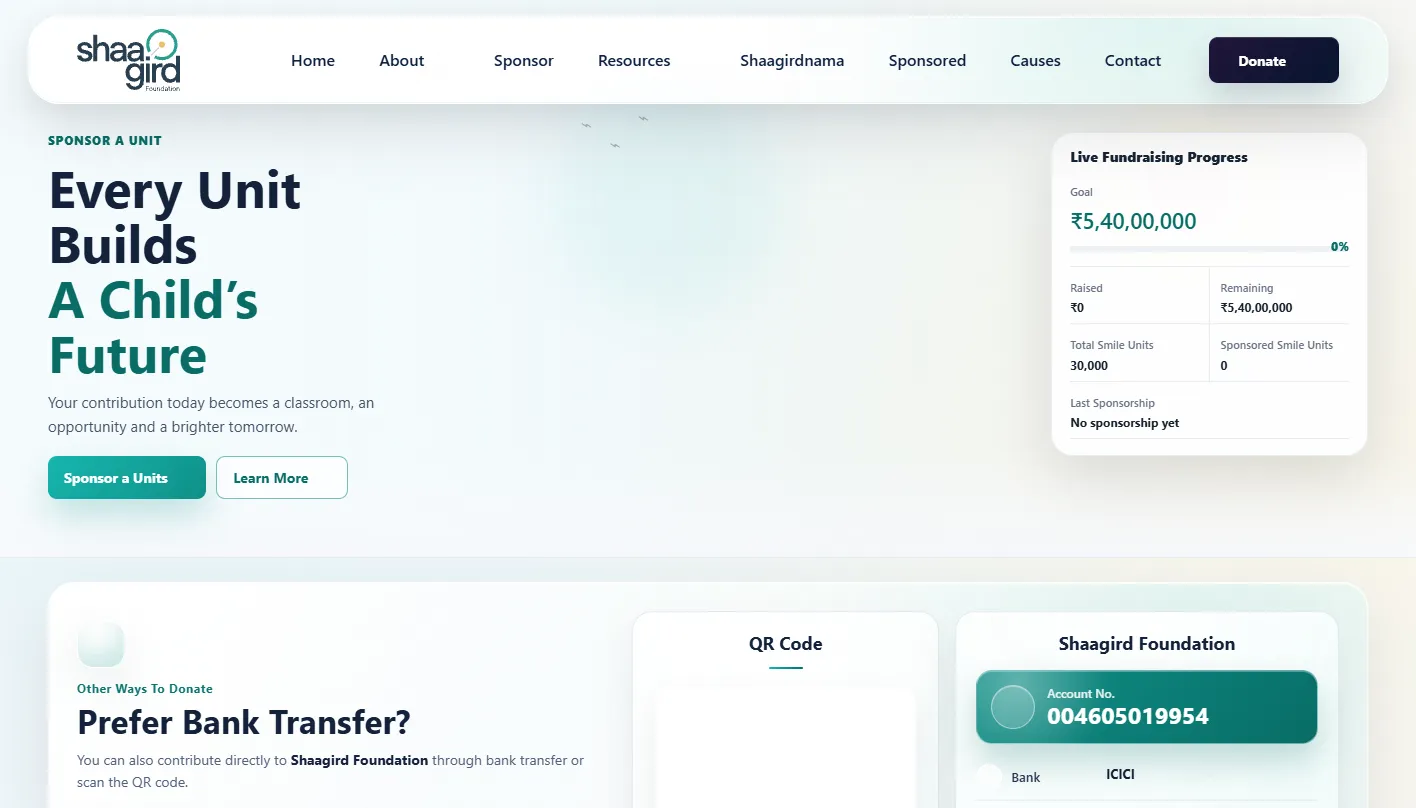 shaa
gird
Foundation
Home About Sponsor Resources Shaagirdnama Sponsored Causes Contact Donate
SPONSOR A UNIT
Every Unit
Builds
A Child’s
Future
Your contribution today becomes a classroom, an
opportunity and a brighter tomorrow.
Sponsor a Units Learn More
Live Fundraising Progress
Goal
₹5,40,00,000
0%
Raised Remaining
₹0 ₹5,40,00,000
Total Smile Units Sponsored Smile Units
30,000 0
Last Sponsorship
No sponsorship yet
Other Ways To Donate
Prefer Bank Transfer?
You can also contribute directly to Shaagird Foundation through bank transfer or
scan the QR code.
QR Code
Shaagird Foundation
Account No.
004605019954
Bank ICICI